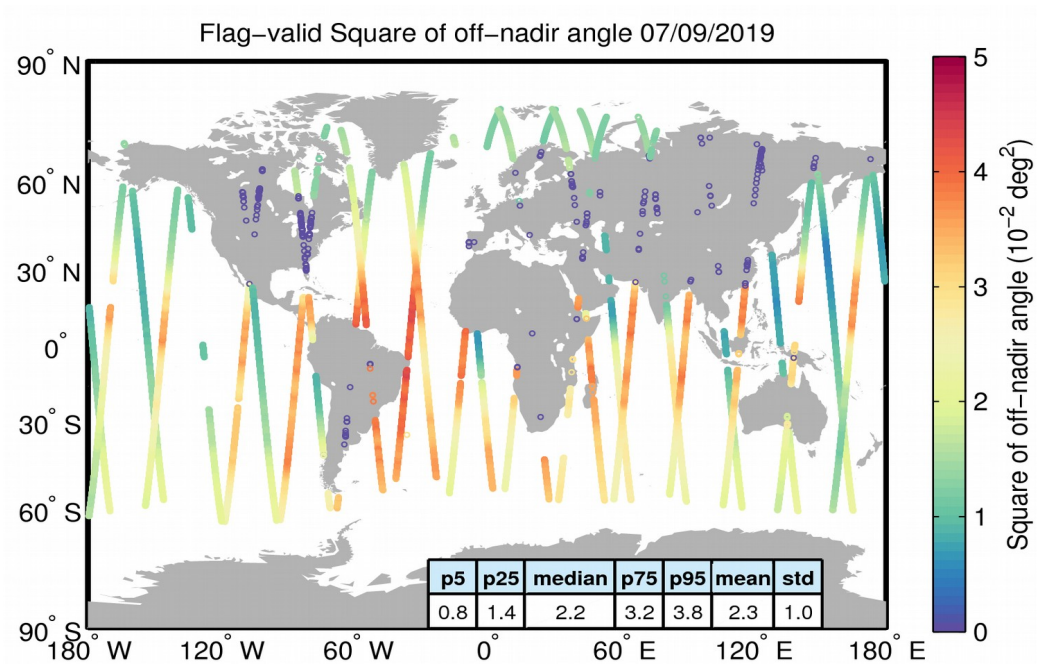 Flag−valid Square of off−nadir angle 07/09/2019
90° N
60° N
30° N
0°
30° S
60° S
90° S
180° W
120° W
60° W
0°
60° E
120° E
180° E
p5 p25 median p75 p95 mean std
0.8 1.4 2.2 3.2 3.8 2.3 1.0
5
4
3
2
1
0
Square of off−nadir angle (10⁻² deg²)